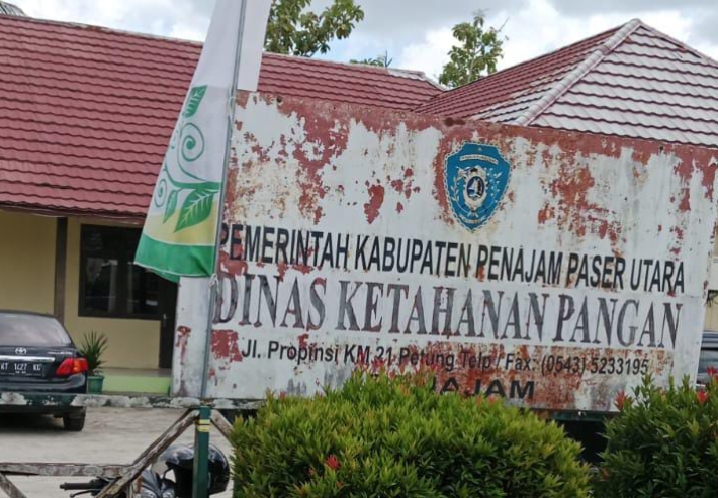 PEMERINTAH KABUPATEN PENAJAM PASER UTARA
DINAS KETAHANAN PANGAN
Jl. Propinsi KM 21 Petung Telp / Fax: (0543) 5233195